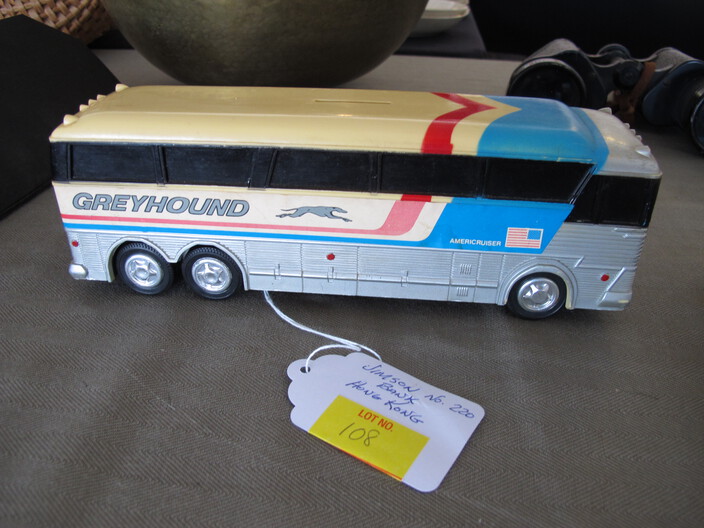 GREYHOUND
AMERICRUISER
JIMSON No. 220
BANK
HONG KONG
LOT NO.
108